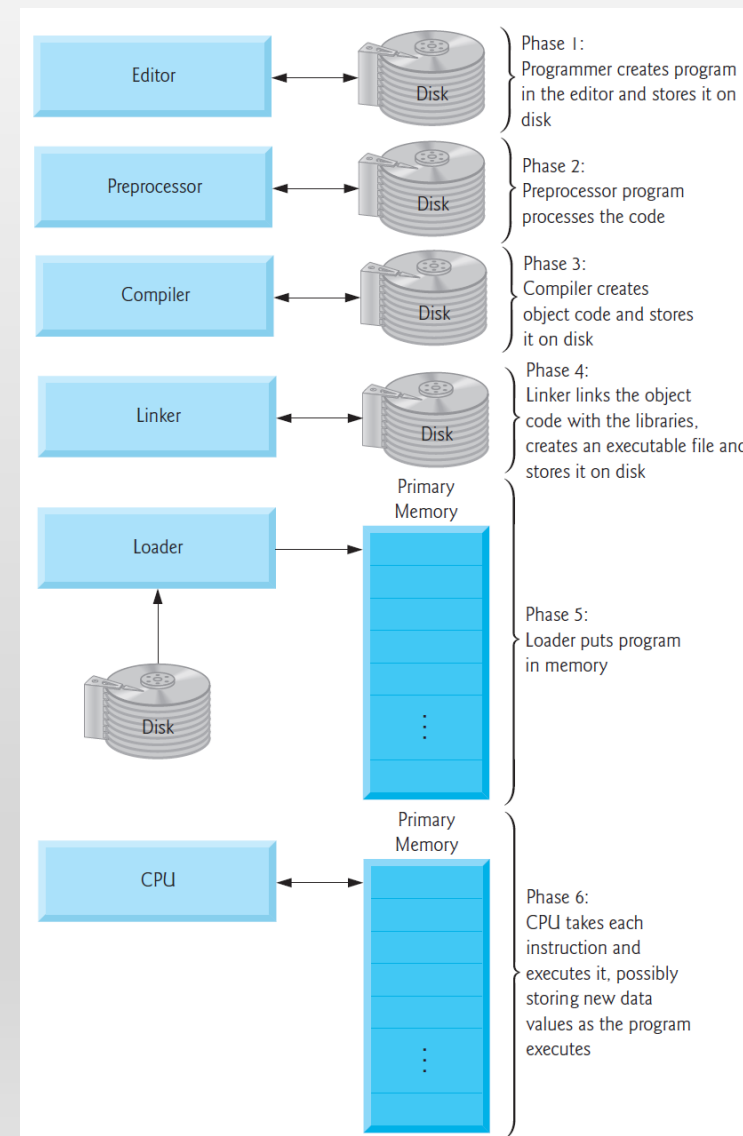 Editor
Disk
Phase 1:
Programmer creates program
in the editor and stores it on
disk
Preprocessor
Disk
Phase 2:
Preprocessor program
processes the code
Compiler
Disk
Phase 3:
Compiler creates
object code and stores
it on disk
Linker
Disk
Phase 4:
Linker links the object
code with the libraries,
creates an executable file and
stores it on disk
Loader
Disk
Primary
Memory
Phase 5:
Loader puts program
in memory
CPU
Primary
Memory
Phase 6:
CPU takes each
instruction and
executes it, possibly
storing new data
values as the program
executes